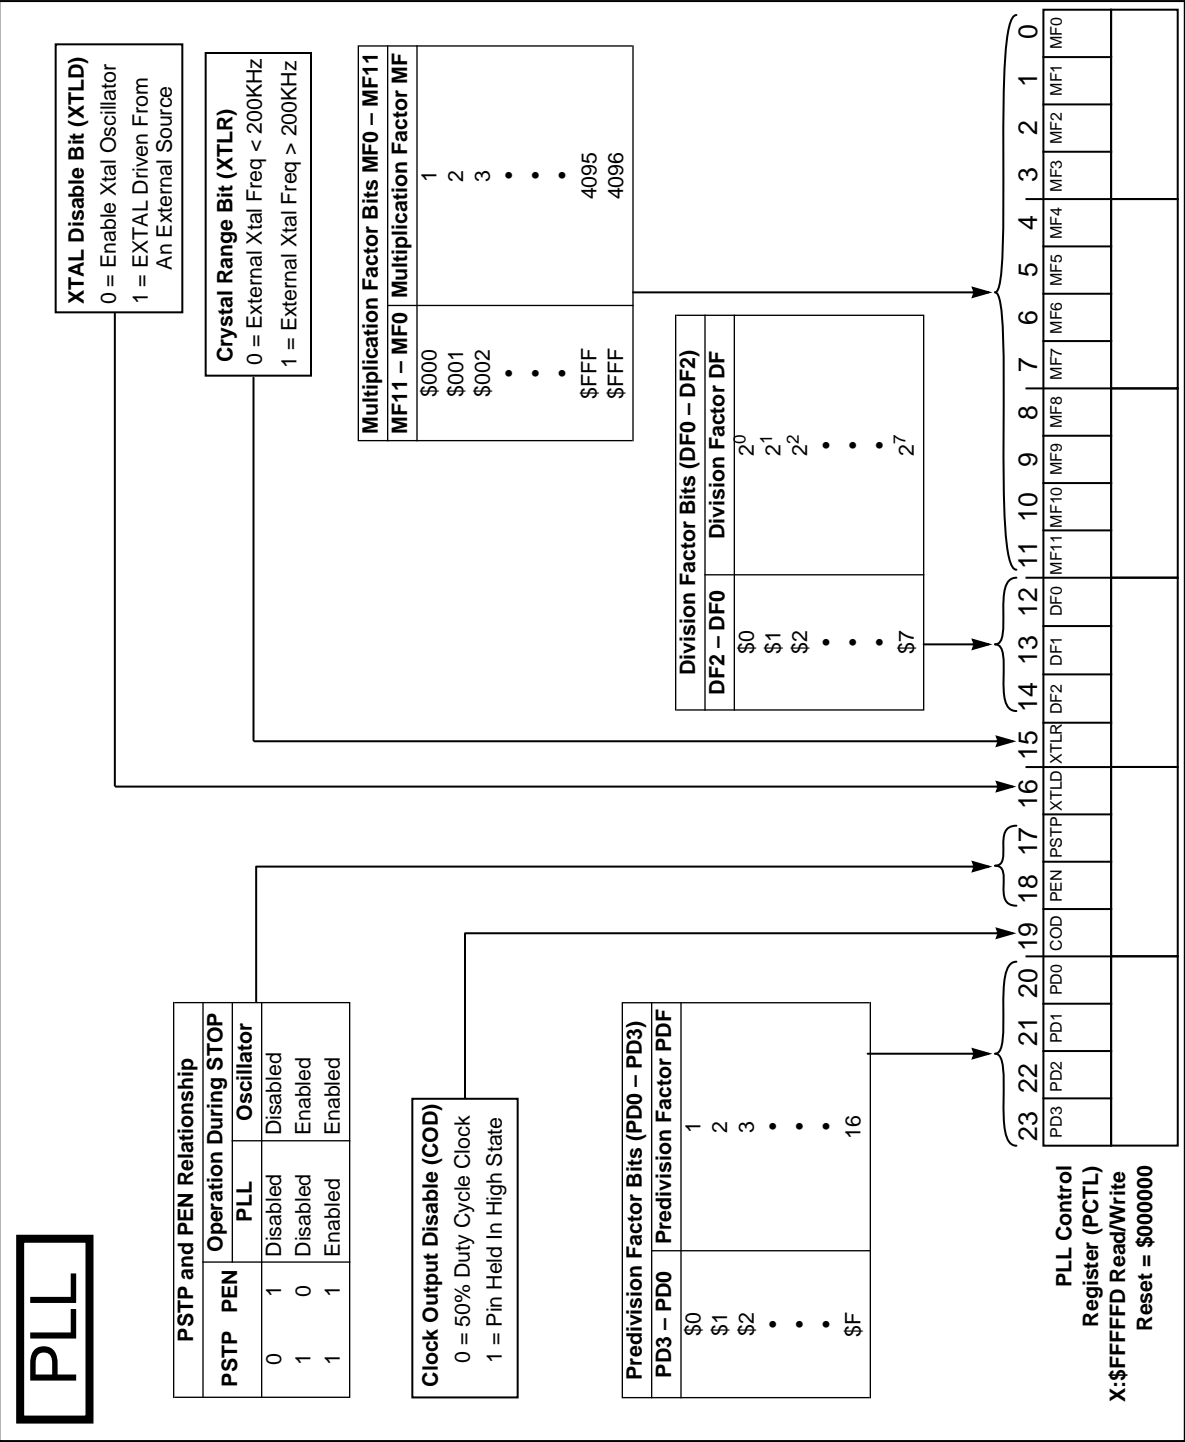 PLL
PSTP and PEN Relationship
PSTP PEN Operation During STOP
PLL Oscillator
0 1 Disabled Disabled
1 0 Disabled Enabled
1 1 Enabled Enabled
XTAL Disable Bit (XTLD)
0 = Enable Xtal Oscillator
1 = EXTAL Driven From
An External Source
Crystal Range Bit (XTLR)
0 = External Xtal Freq < 200KHz
1 = External Xtal Freq > 200KHz
Clock Output Disable (COD)
0 = 50% Duty Cycle Clock
1 = Pin Held In High State
Multiplication Factor Bits MF0 – MF11
MF11 – MF0 Multiplication Factor MF
$000 1
$001 2
$002 3
• •
• •
• •
$FFF 4095
$FFF 4096
Predivision Factor Bits (PD0 – PD3)
PD3 – PD0 Predivision Factor PDF
$0 1
$1 2
$2 3
• •
• •
• •
$F 16
Division Factor Bits (DF0 – DF2)
DF2 – DF0 Division Factor DF
$0 2⁰
$1 2¹
$2 2²
• •
• •
• •
$7 2⁷
23 22 21 20 19 18 17 16 15 14 13 12 11 10 9 8 7 6 5 4 3 2 1 0
PD3 PD2 PD1 PD0 COD PEN PSTP XTLD XTLR DF2 DF1 DF0 MF11 MF10 MF9 MF8 MF7 MF6 MF5 MF4 MF3 MF2 MF1 MF0
PLL Control
Register (PCTL)
X:$FFFFFD Read/Write
Reset = $000000